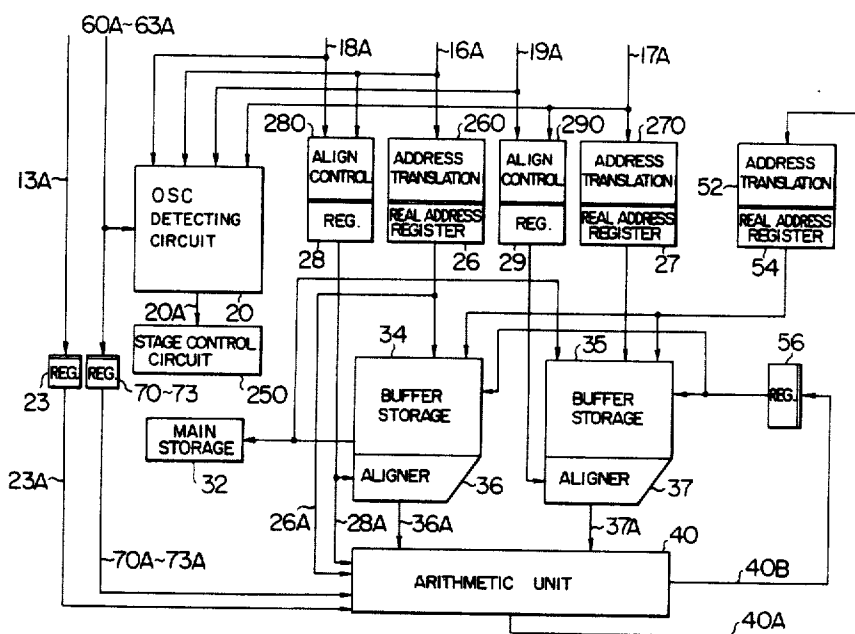 60A~63A
18A
16A
19A
17A
280
260
290
270
ALIGN
CONTROL
ADDRESS
TRANSLATION
ALIGN
CONTROL
ADDRESS
TRANSLATION
52
ADDRESS
TRANSLATION
13A
OSC
DETECTING
CIRCUIT
REG.
REAL ADDRESS
REGISTER
REG.
REAL ADDRESS
REGISTER
REAL ADDRESS
REGISTER
28
26
29
27
54
20A
20
34
35
56
STAGE CONTROL
CIRCUIT
REG.
REG.
23
70~73
250
BUFFER
STORAGE
BUFFER
STORAGE
REG.
MAIN
STORAGE
32
ALIGNER
36
ALIGNER
37
23A
26A
28A
36A
37A
40
70A~73A
ARITHMETIC UNIT
40B
40A